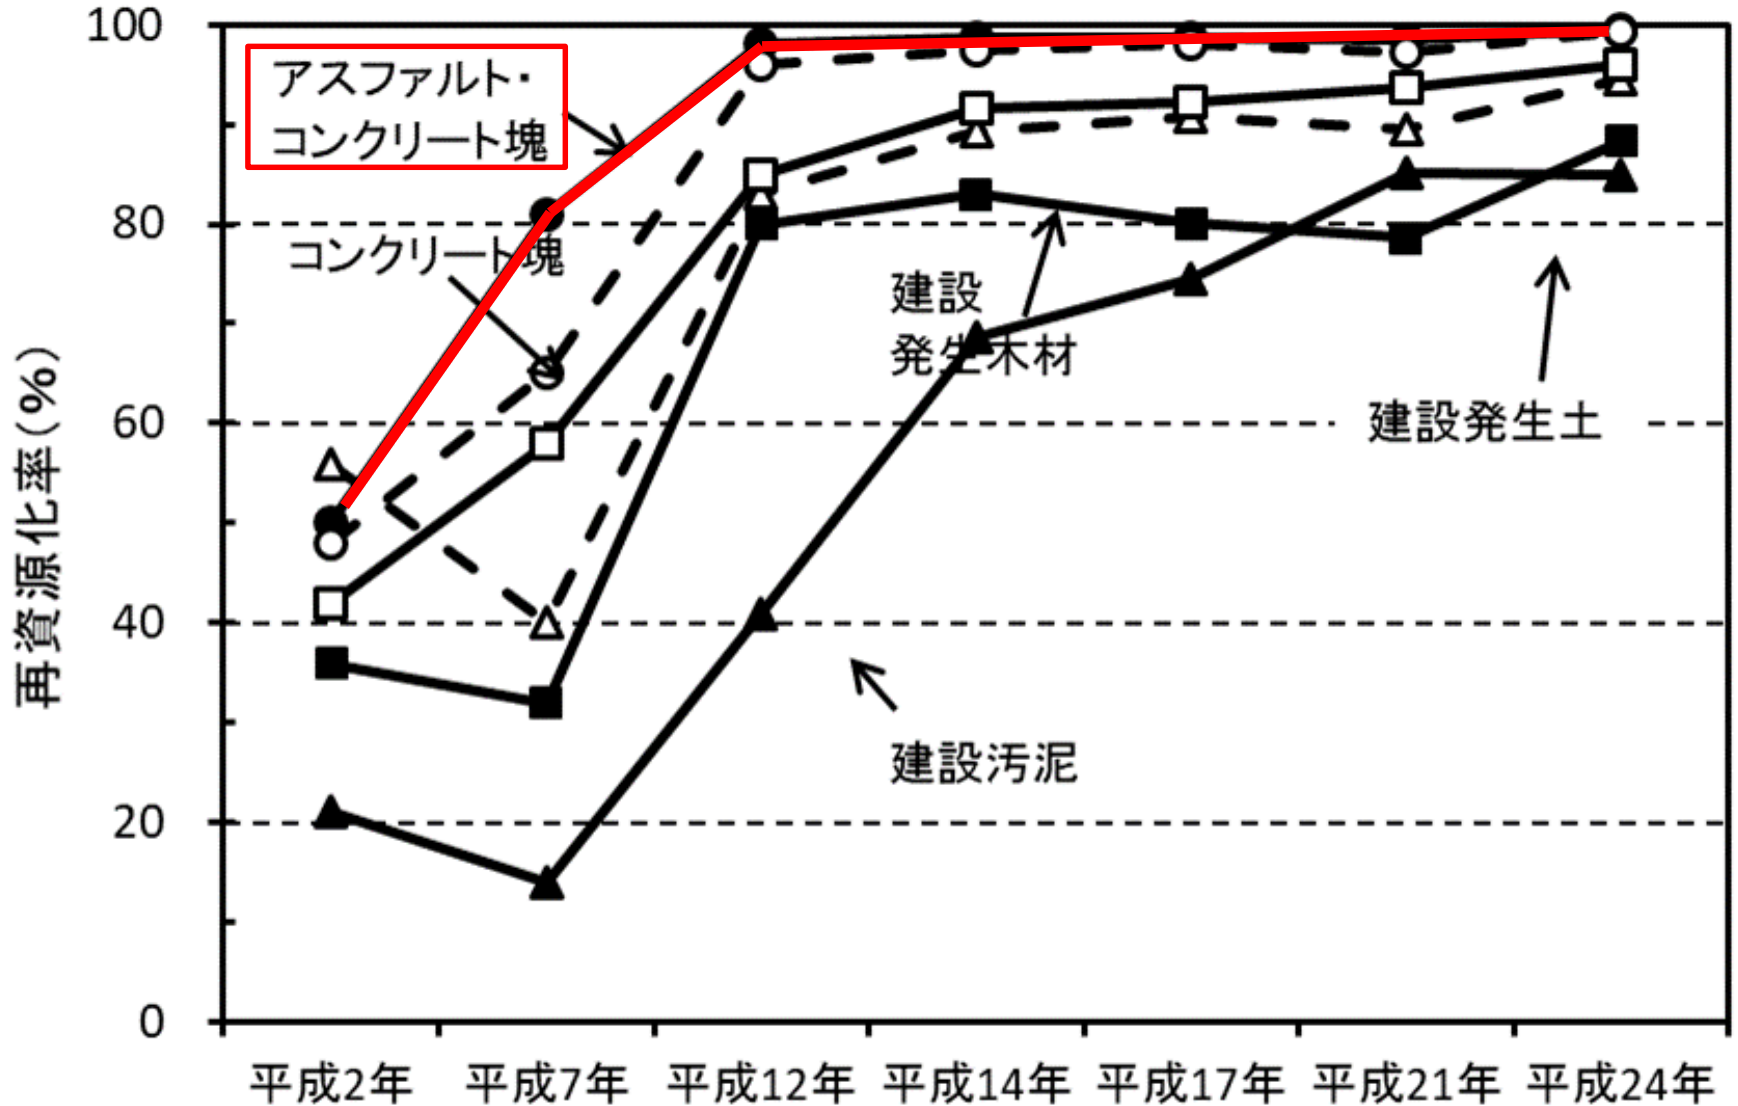 100
80
60
40
20
0
再資源化率(%)
アスファルト・
コンクリート塊
コンクリート塊
建設
発生木材
建設発生土
建設汚泥
平成2年 平成7年 平成12年 平成14年 平成17年 平成21年 平成24年